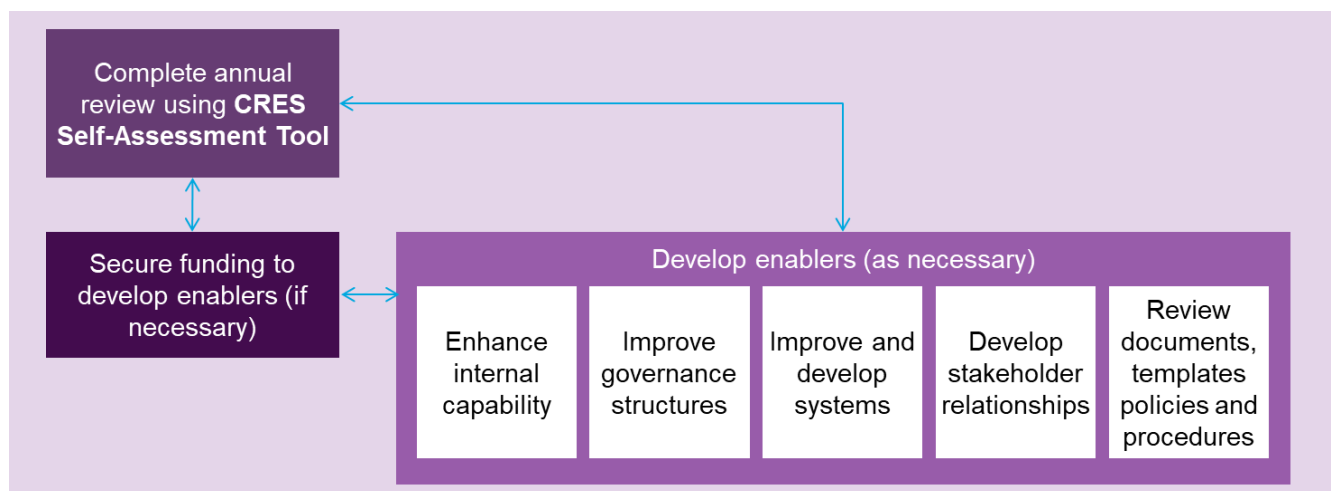 Complete annual
review using CRES
Self-Assessment Tool
Secure funding to
develop enablers (if
necessary)
Develop enablers (as necessary)
Enhance
internal
capability
Improve
governance
structures
Improve and
develop
systems
Develop
stakeholder
relationships
Review
documents,
templates
policies and
procedures